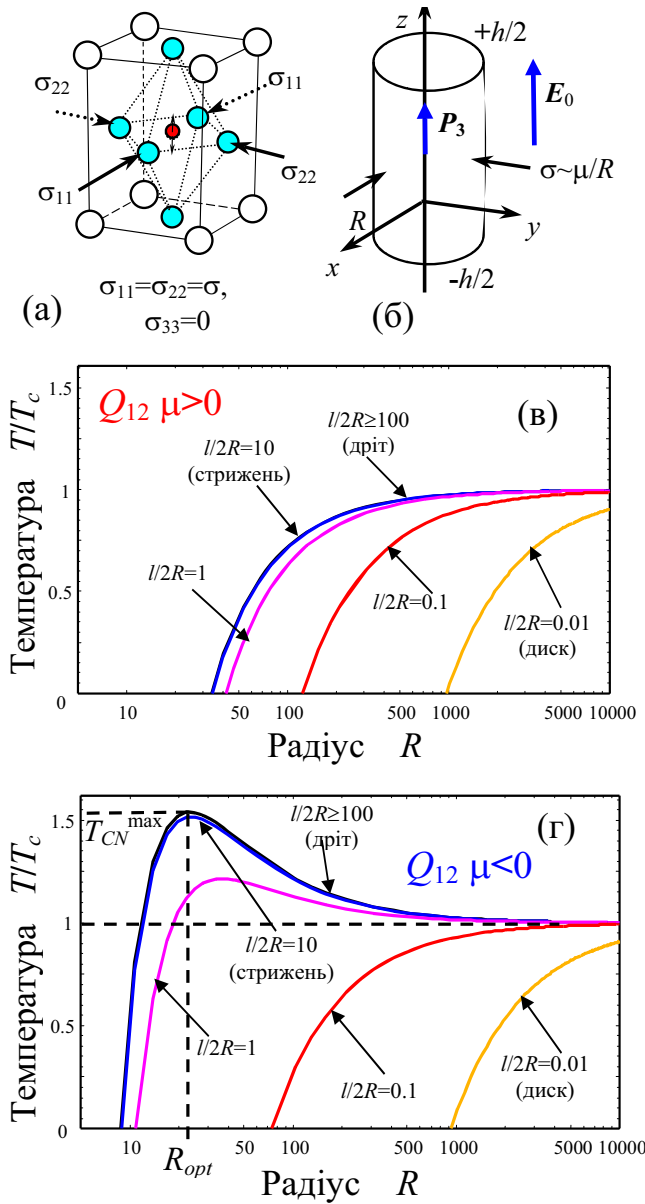 σ22
σ11
σ11
σ22
σ11=σ22=σ,
σ33=0
(а)
z
+h/2
P3
E0
σ~μ/R
R
x
y
-h/2
(б)
Температура T/Tc
1.5
1
0.5
0
Q12 μ>0
(в)
l/2R=10
(стрижень)
l/2R≥100
(дріт)
l/2R=1
l/2R=0.1
l/2R=0.01
(диск)
10 50 100 500 1000 5000 10000
Радіус R
Температура T/Tc
1.5
1
0.5
0
TCN max
(г)
l/2R≥100
(дріт)
Q12 μ<0
l/2R=10
(стрижень)
l/2R=1
l/2R=0.1
l/2R=0.01
(диск)
10 50 100 500 1000 5000 10000
Ropt
Радіус R